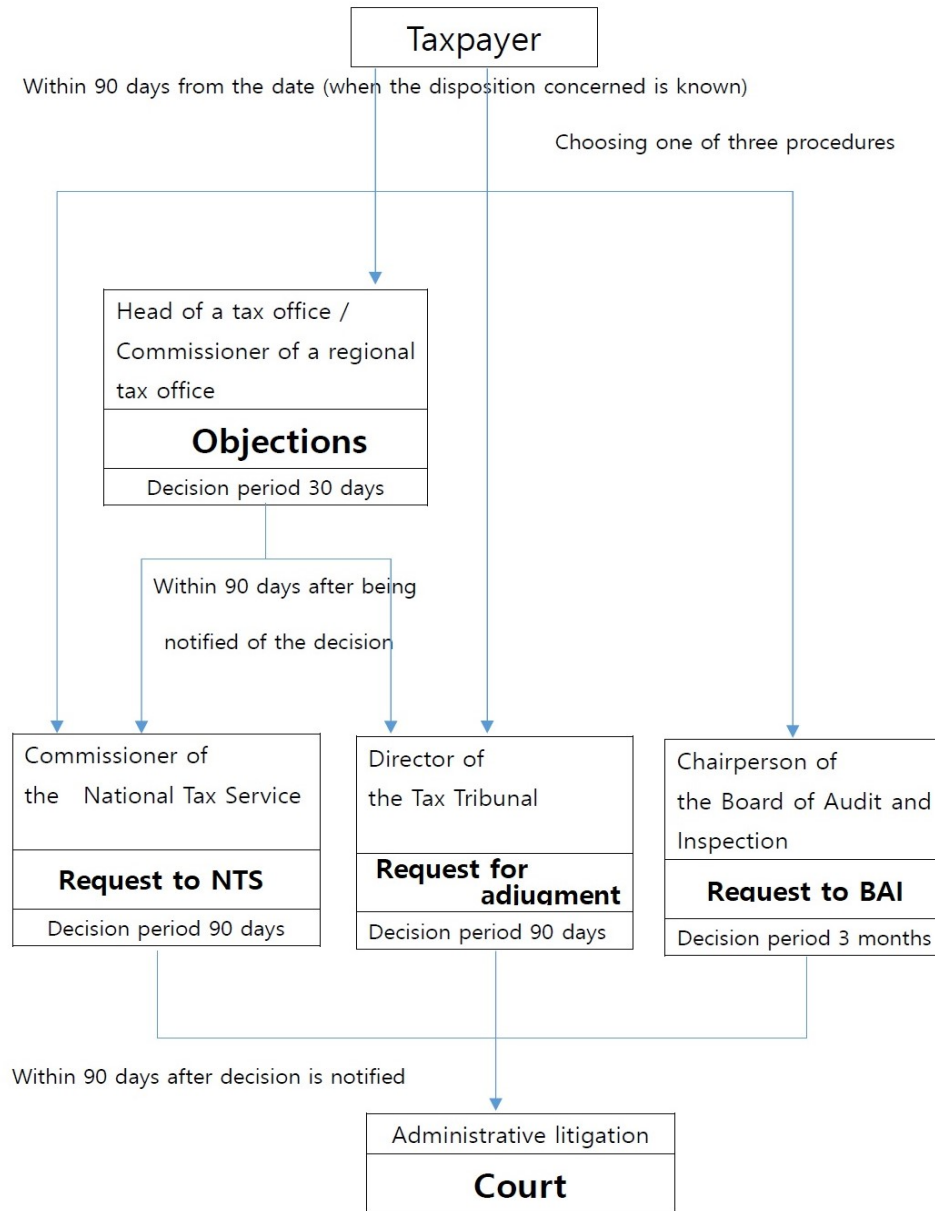 Taxpayer
Within 90 days from the date (when the disposition concerned is known)
Choosing one of three procedures
Head of a tax office /
Commissioner of a regional
tax office
Objections
Decision period 30 days
Within 90 days after being
notified of the decision
Commissioner of
the National Tax Service
Request to NTS
Decision period 90 days
Director of
the Tax Tribunal
Request for
adjugment
Decision period 90 days
Chairperson of
the Board of Audit and
Inspection
Request to BAI
Decision period 3 months
Within 90 days after decision is notified
Administrative litigation
Court